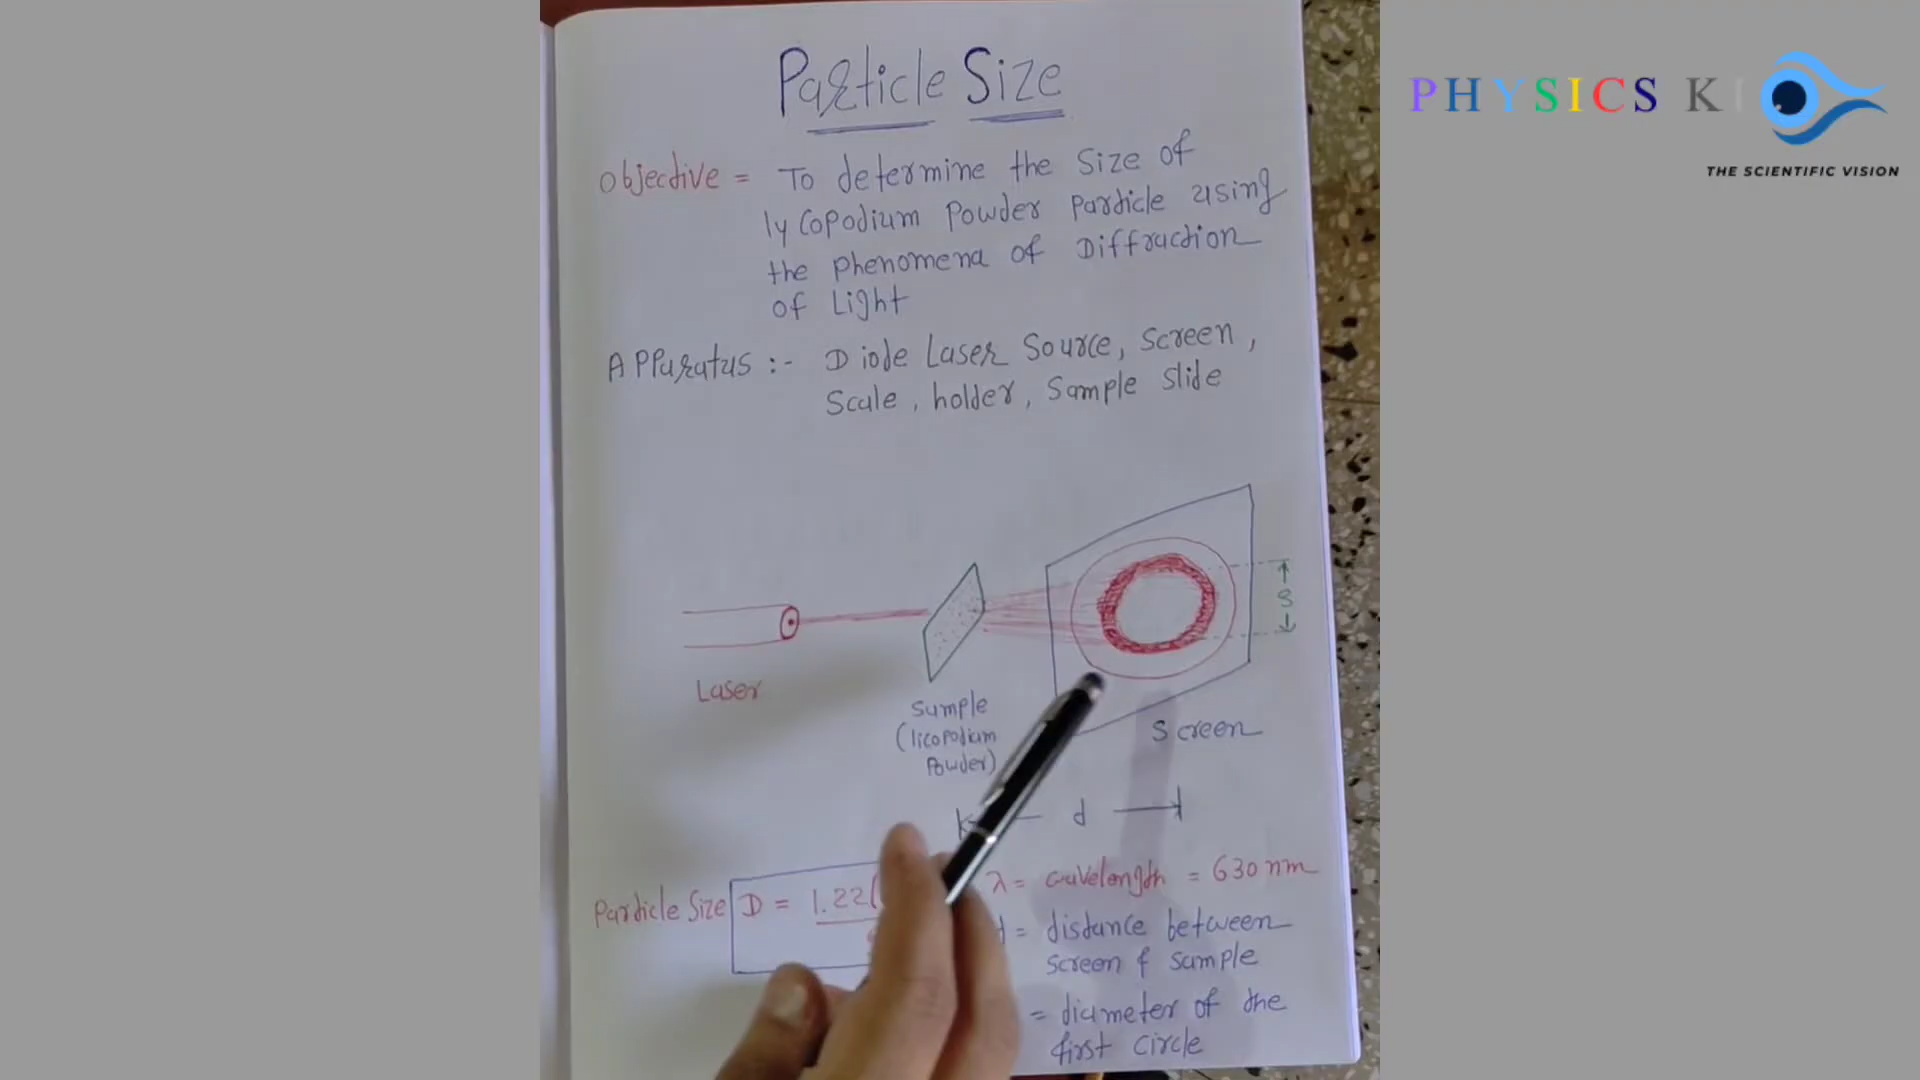 Particle Size
Objective = To determine the Size of
lycopodium Powder Particle using
the Phenomena of Diffraction
of Light
Apparatus :- Diode Laser Source, Screen,
Scale, holder, Sample Slide
S
Laser
Sample
(licopodium
Powder)
Screen
d
Particle Size D = 1.22(
λ = wavelength = 630 nm
d = distance between
screen & sample
= diameter of the
first circle
PHYSICS K
THE SCIENTIFIC VISION